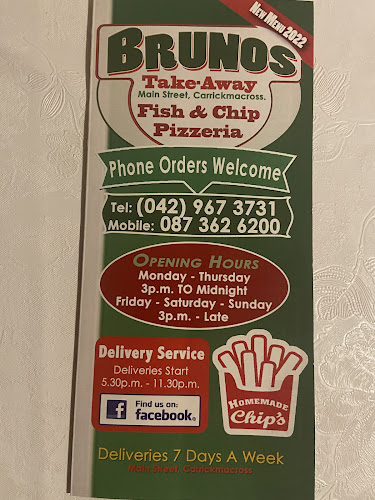 New Menu 2022
BRUNOS
Take-Away
Main Street, Carrickmacross.
Fish & Chip
Pizzeria
Phone Orders Welcome
Tel: (042) 967 3731
Mobile: 087 362 6200
OPENING HOURS
Monday - Thursday
3p.m. TO Midnight
Friday - Saturday - Sunday
3p.m. - Late
Delivery Service
Deliveries Start
5.30p.m. - 11.30p.m.
f Find us on:
facebook®
HOMEMADE
Chip's
Deliveries 7 Days A Week
Main Street, Carrickmacross